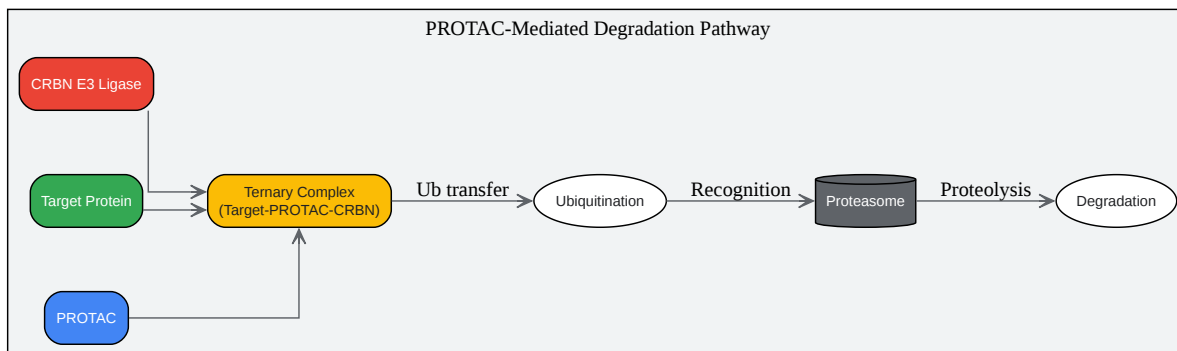 PROTAC-Mediated Degradation Pathway
CRBN E3 Ligase
Target Protein
PROTAC
Ternary Complex
(Target-PROTAC-CRBN)
Ub transfer
Ubiquitination
Recognition
Proteasome
Proteolysis
Degradation